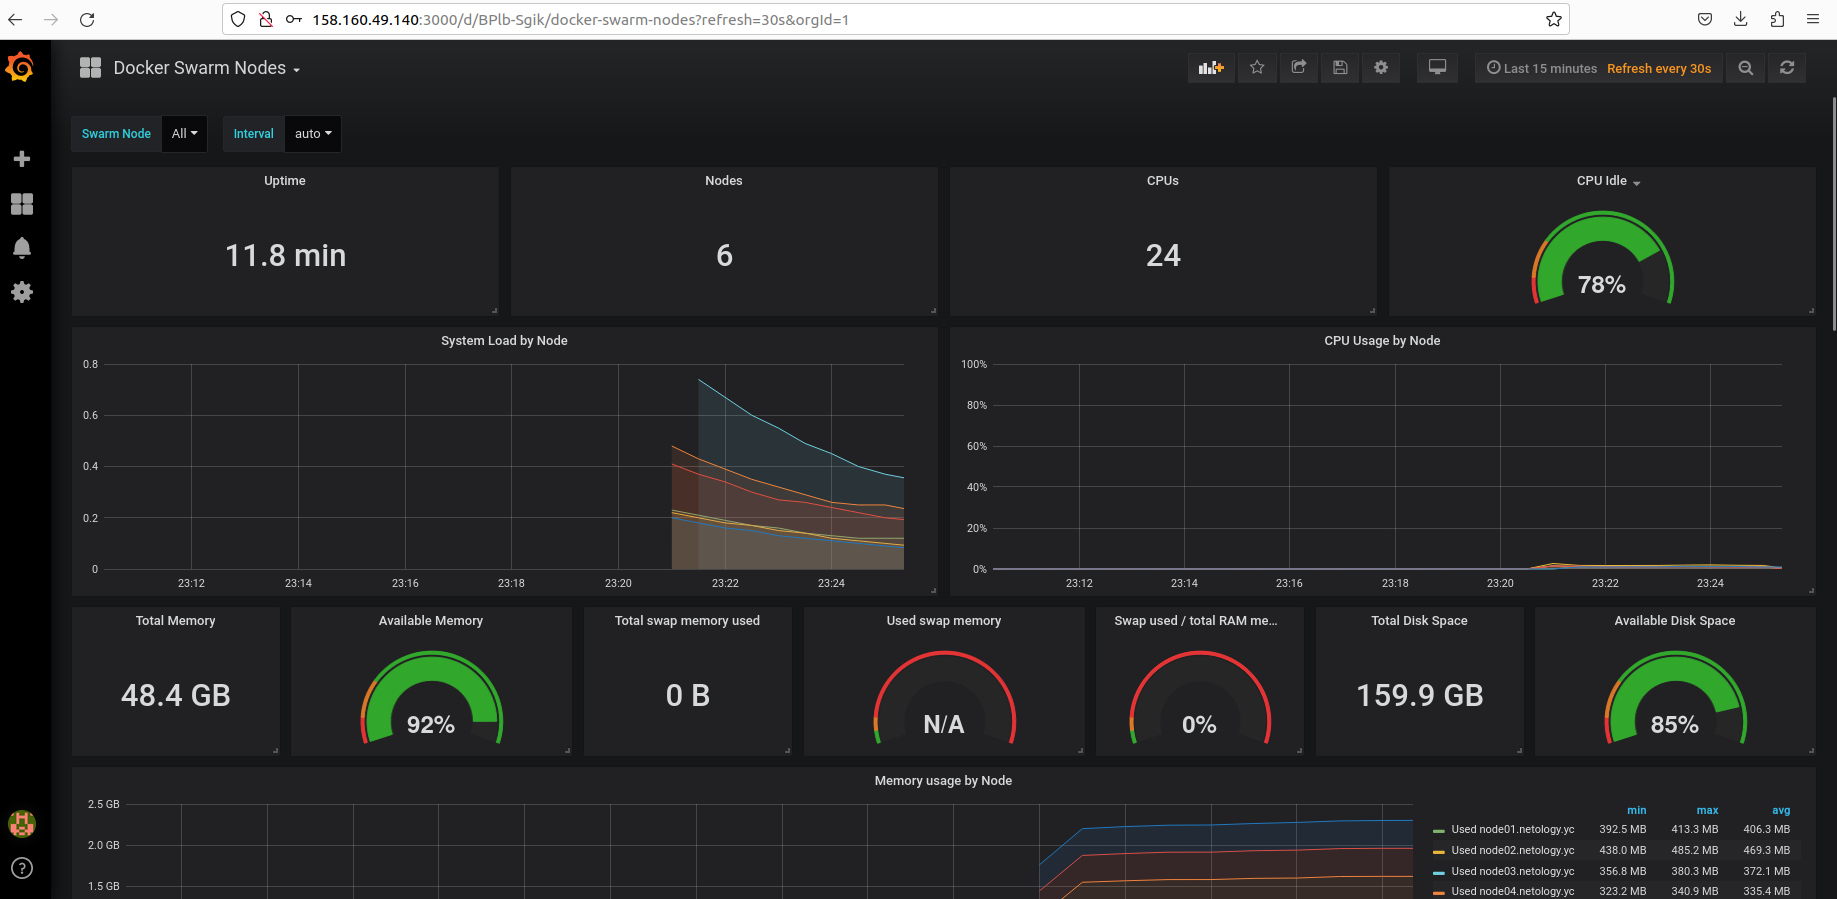 158.160.49.140:3000/d/BPlb-Sgik/docker-swarm-nodes?refresh=30s&orgId=1
Docker Swarm Nodes
Last 15 minutes Refresh every 30s
Swarm Node All Interval auto
Uptime
11.8 min
Nodes
6
CPUs
24
CPU Idle
78%
System Load by Node
0.8
0.6
0.4
0.2
0
23:12 23:14 23:16 23:18 23:20 23:22 23:24
CPU Usage by Node
100%
80%
60%
40%
20%
0%
23:12 23:14 23:16 23:18 23:20 23:22 23:24
Total Memory
48.4 GB
Available Memory
92%
Total swap memory used
0 B
Used swap memory
N/A
Swap used / total RAM me...
0%
Total Disk Space
159.9 GB
Available Disk Space
85%
Memory usage by Node
2.5 GB
2.0 GB
1.5 GB
min max avg
Used node01.netology.yc 392.5 MB 413.3 MB 406.3 MB
Used node02.netology.yc 438.0 MB 485.2 MB 469.3 MB
Used node03.netology.yc 356.8 MB 380.3 MB 372.1 MB
Used node04.netology.yc 323.2 MB 340.9 MB 335.4 MB